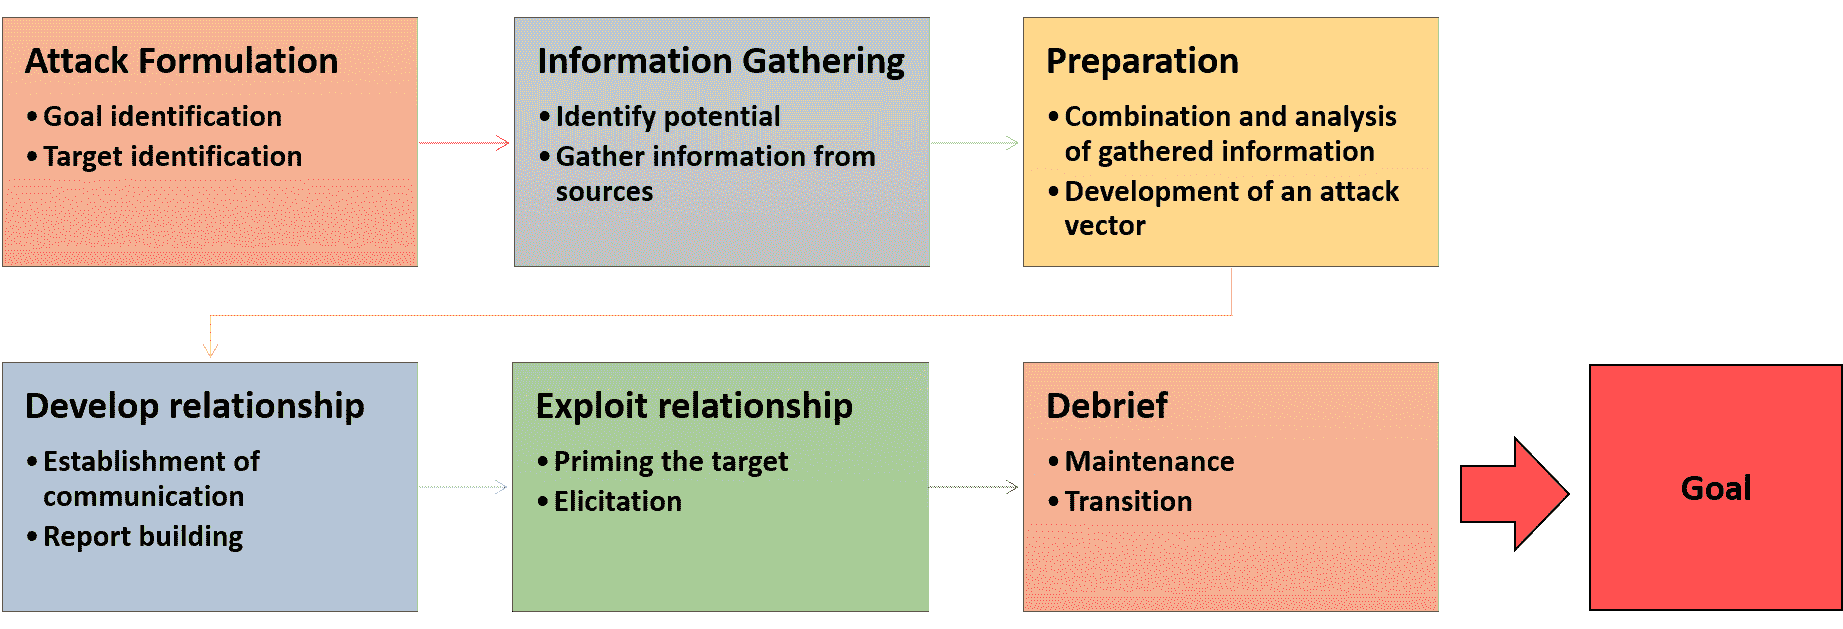 Attack Formulation
• Goal identification
• Target identification
Information Gathering
• Identify potential
• Gather information from
sources
Preparation
• Combination and analysis
of gathered information
• Development of an attack
vector
Develop relationship
• Establishment of
communication
• Report building
Exploit relationship
• Priming the target
• Elicitation
Debrief
• Maintenance
• Transition
Goal